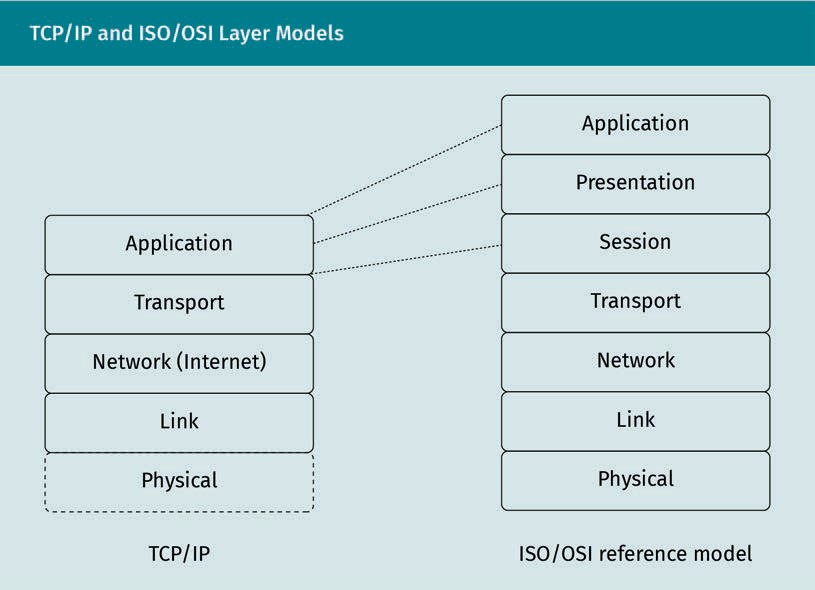 TCP/IP and ISO/OSI Layer Models
Application
Transport
Network (Internet)
Link
Physical
TCP/IP
Application
Presentation
Session
Transport
Network
Link
Physical
ISO/OSI reference model